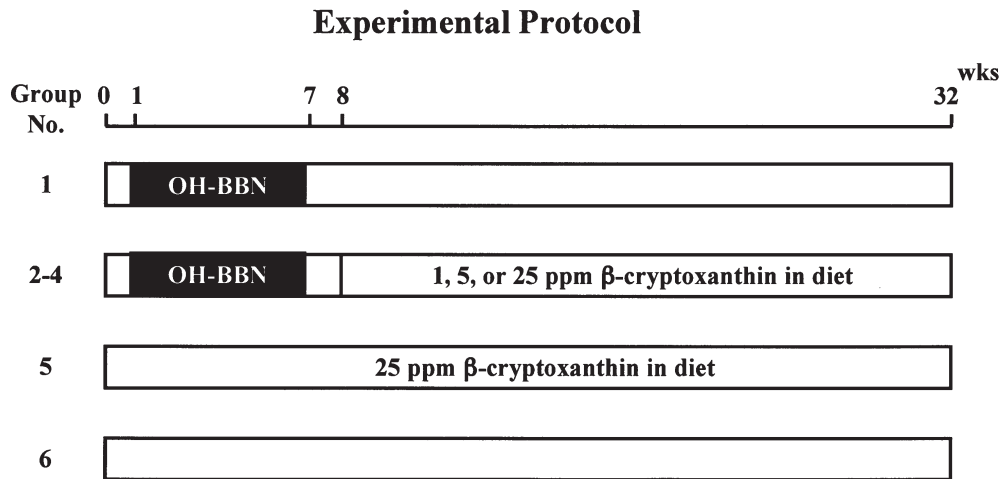 Experimental Protocol
wks
Group 0 1 7 8 32
No.
1 OH-BBN
2-4 OH-BBN 1, 5, or 25 ppm β-cryptoxanthin in diet
5 25 ppm β-cryptoxanthin in diet
6